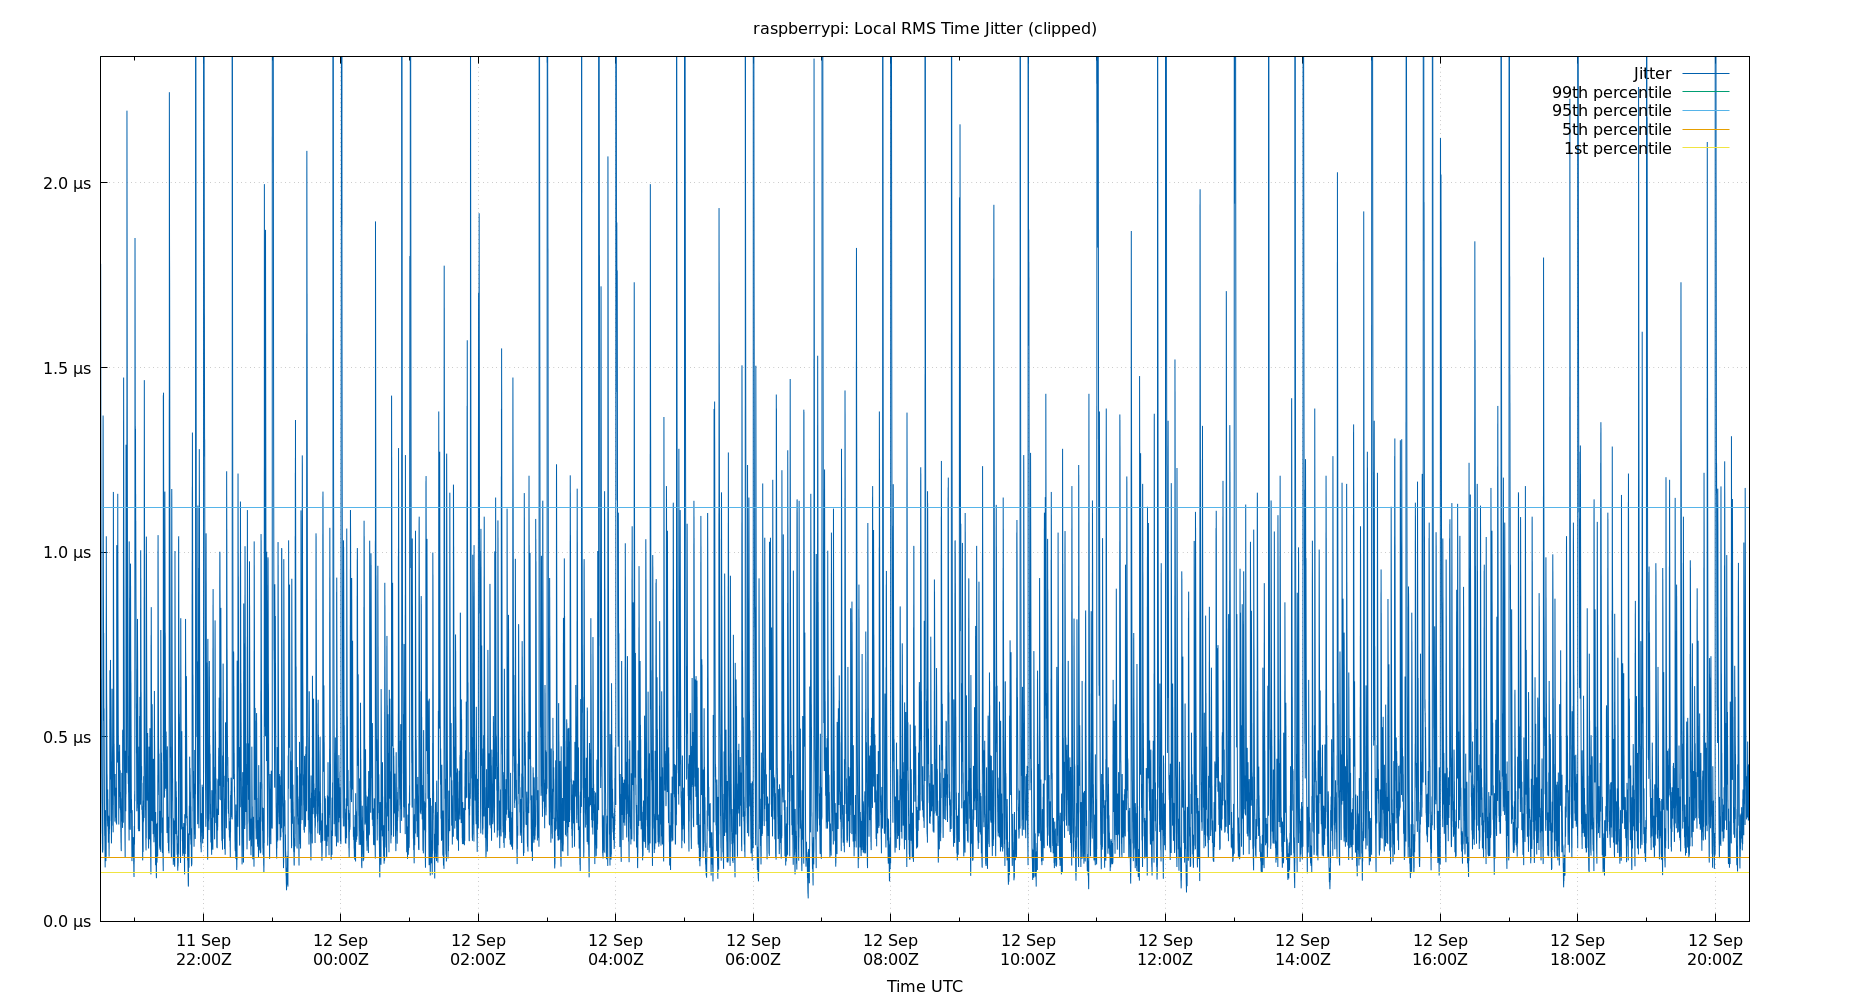 raspberrypi: Local RMS Time Jitter (clipped)
Jitter
99th percentile
95th percentile
5th percentile
1st percentile
2.0 µs
1.5 µs
1.0 µs
0.5 µs
0.0 µs
11 Sep 12 Sep 12 Sep 12 Sep 12 Sep 12 Sep 12 Sep 12 Sep 12 Sep 12 Sep 12 Sep 12 Sep
22:00Z 00:00Z 02:00Z 04:00Z 06:00Z 08:00Z 10:00Z 12:00Z 14:00Z 16:00Z 18:00Z 20:00Z
Time UTC